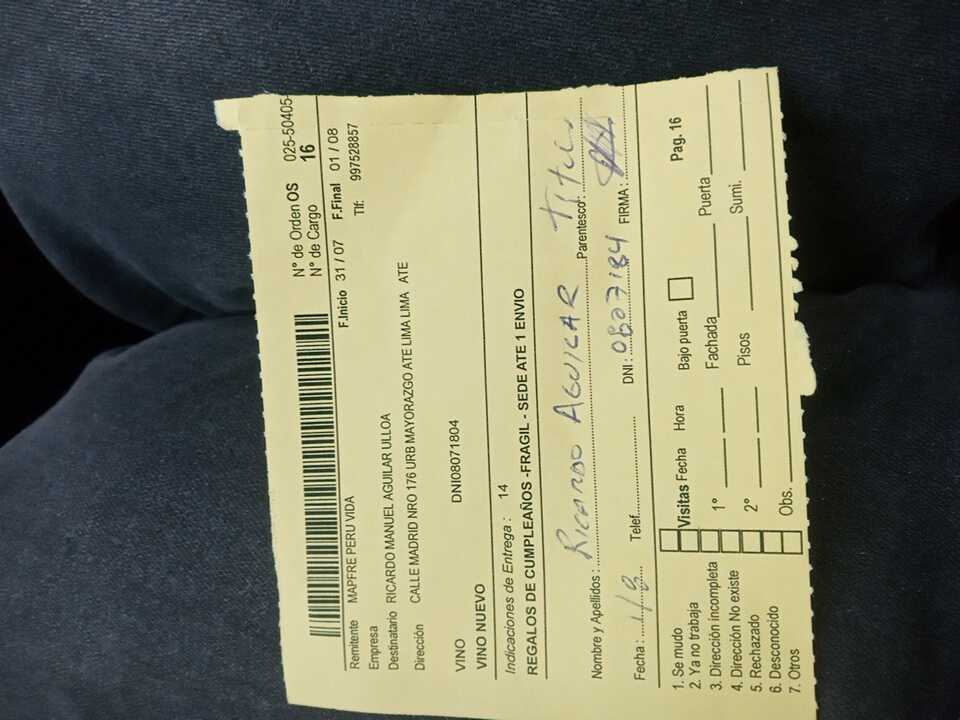 N° de Orden OS 025-50405-
N° de Cargo 16
F.Inicio 31 / 07 F.Final 01 / 08
Remitente MAPFRE PERU VIDA Tlf: 997528857
Empresa
Destinatario RICARDO MANUEL AGUILAR ULLOA
Dirección CALLE MADRID NRO 176 URB MAYORAZGO ATE LIMA LIMA ATE
VINO DNI08071804
VINO NUEVO
Indicaciones de Entrega : 14
REGALOS DE CUMPLEAÑOS -FRAGIL - SEDE ATE 1 ENVIO
Nombre y Apellidos : RICARDO AGUILAR Parentesco: Titular
Fecha : 1/8 Telef. DNI : FIRMA :
1. Se mudo Visitas Fecha Hora Bajo puerta Pag. 16
2. Ya no trabaja
3. Dirección incompleta 1° Fachada Puerta
4. Dirección No existe
5. Rechazado 2° Pisos Sumi.
6. Desconocido
7. Otros Obs.